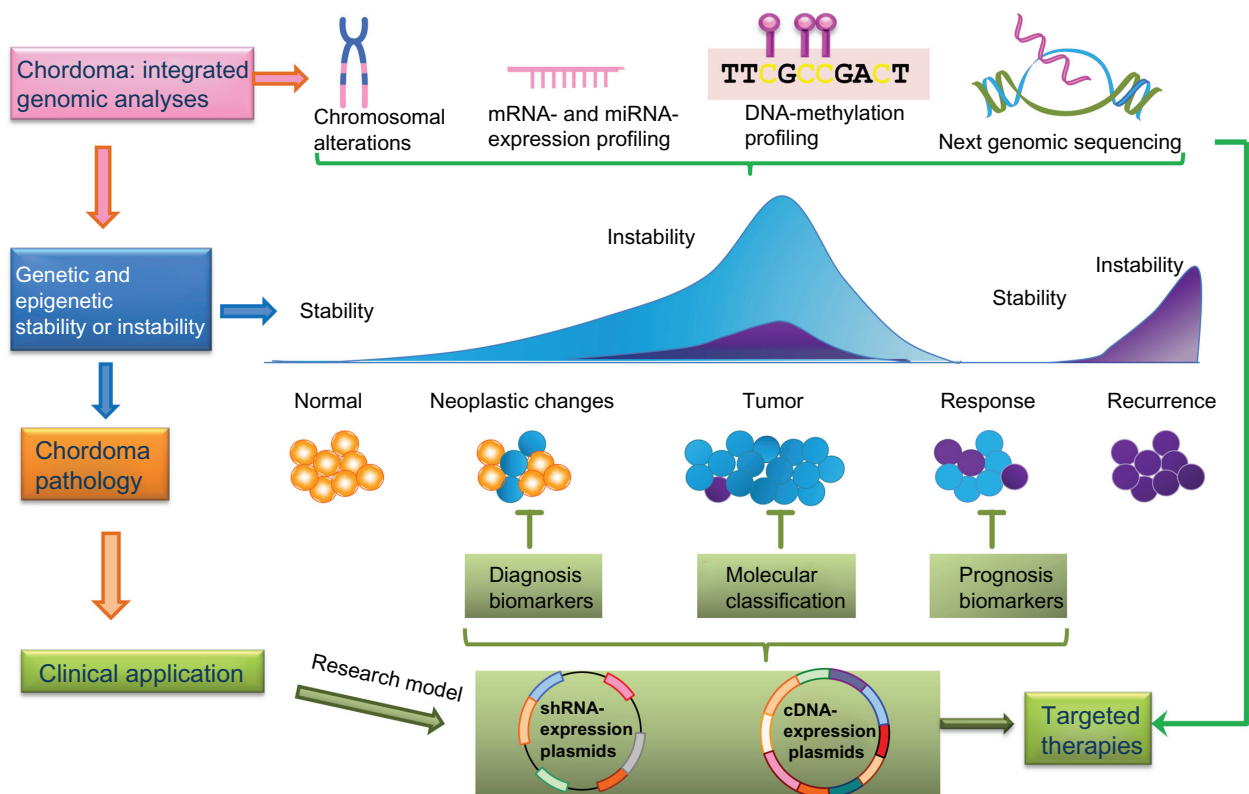 Chordoma: integrated
genomic analyses
Chromosomal
alterations
mRNA- and miRNA-
expression profiling
TTCGCCGACT
DNA-methylation
profiling
Next genomic sequencing
Genetic and
epigenetic
stability or instability
Stability
Instability
Stability
Instability
Normal
Neoplastic changes
Tumor
Response
Recurrence
Chordoma
pathology
Diagnosis
biomarkers
Molecular
classification
Prognosis
biomarkers
Clinical application
Research model
shRNA-
expression
plasmids
cDNA-
expression
plasmids
Targeted
therapies